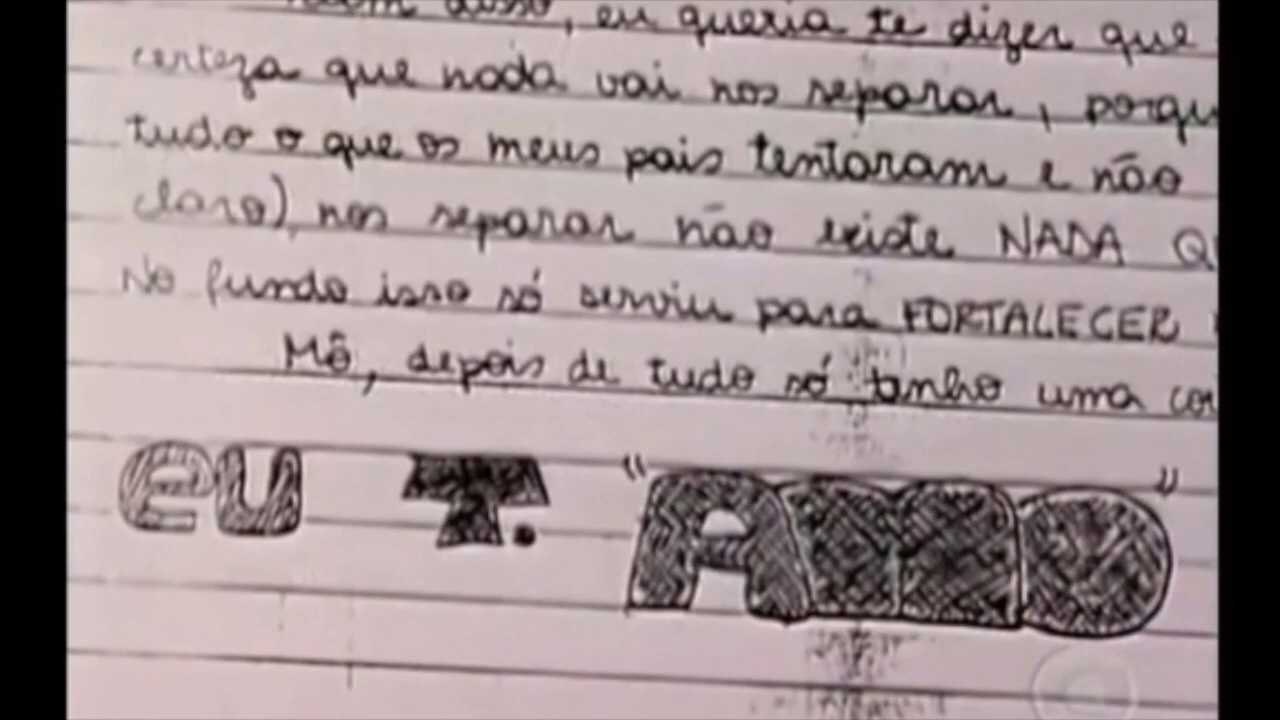 disso, eu queria te dizer que
certeza que nada vai nos separar, porqu
tudo o que os meus pais tentaram e não
claro), nos separar não existe NADA Q
No fundo isso só serviu para FORTALECER
Mô, depois de tudo só tenho uma
eu T. "AMO"